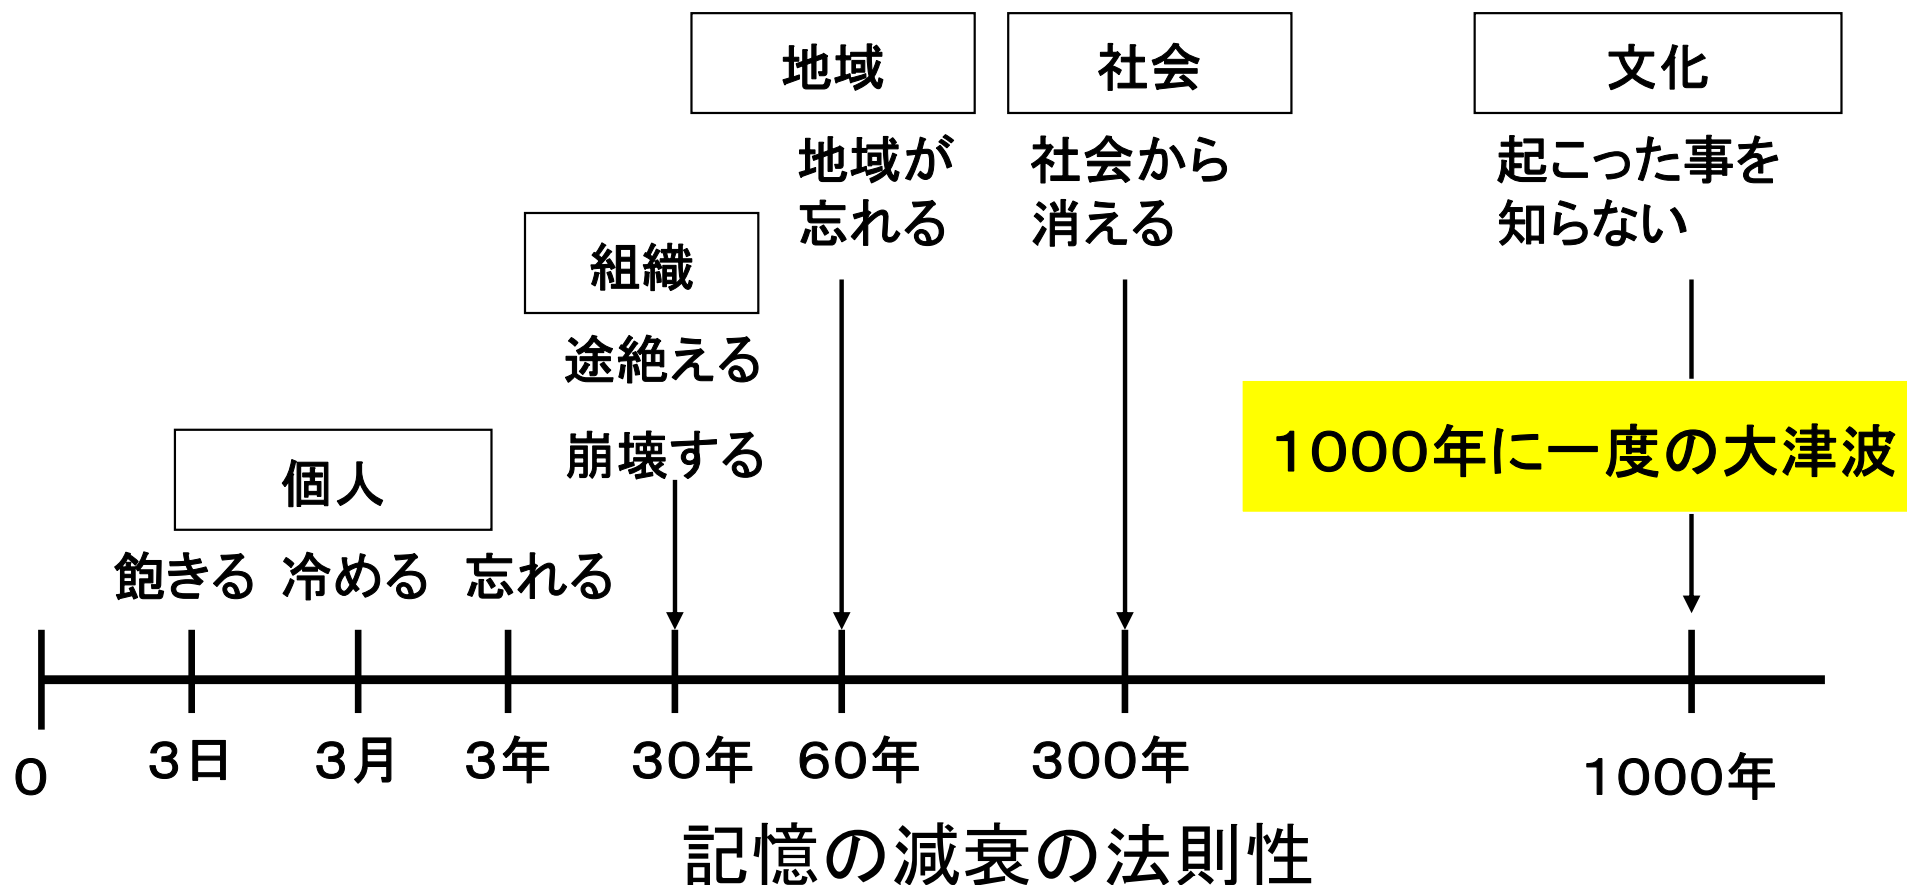 地域
社会
文化
地域が
忘れる
社会から
消える
起こった事を
知らない
組織
途絶える
崩壊する
1000年に一度の大津波
個人
飽きる
冷める
忘れる
0
3日
3月
3年
30年
60年
300年
1000年
記憶の減衰の法則性